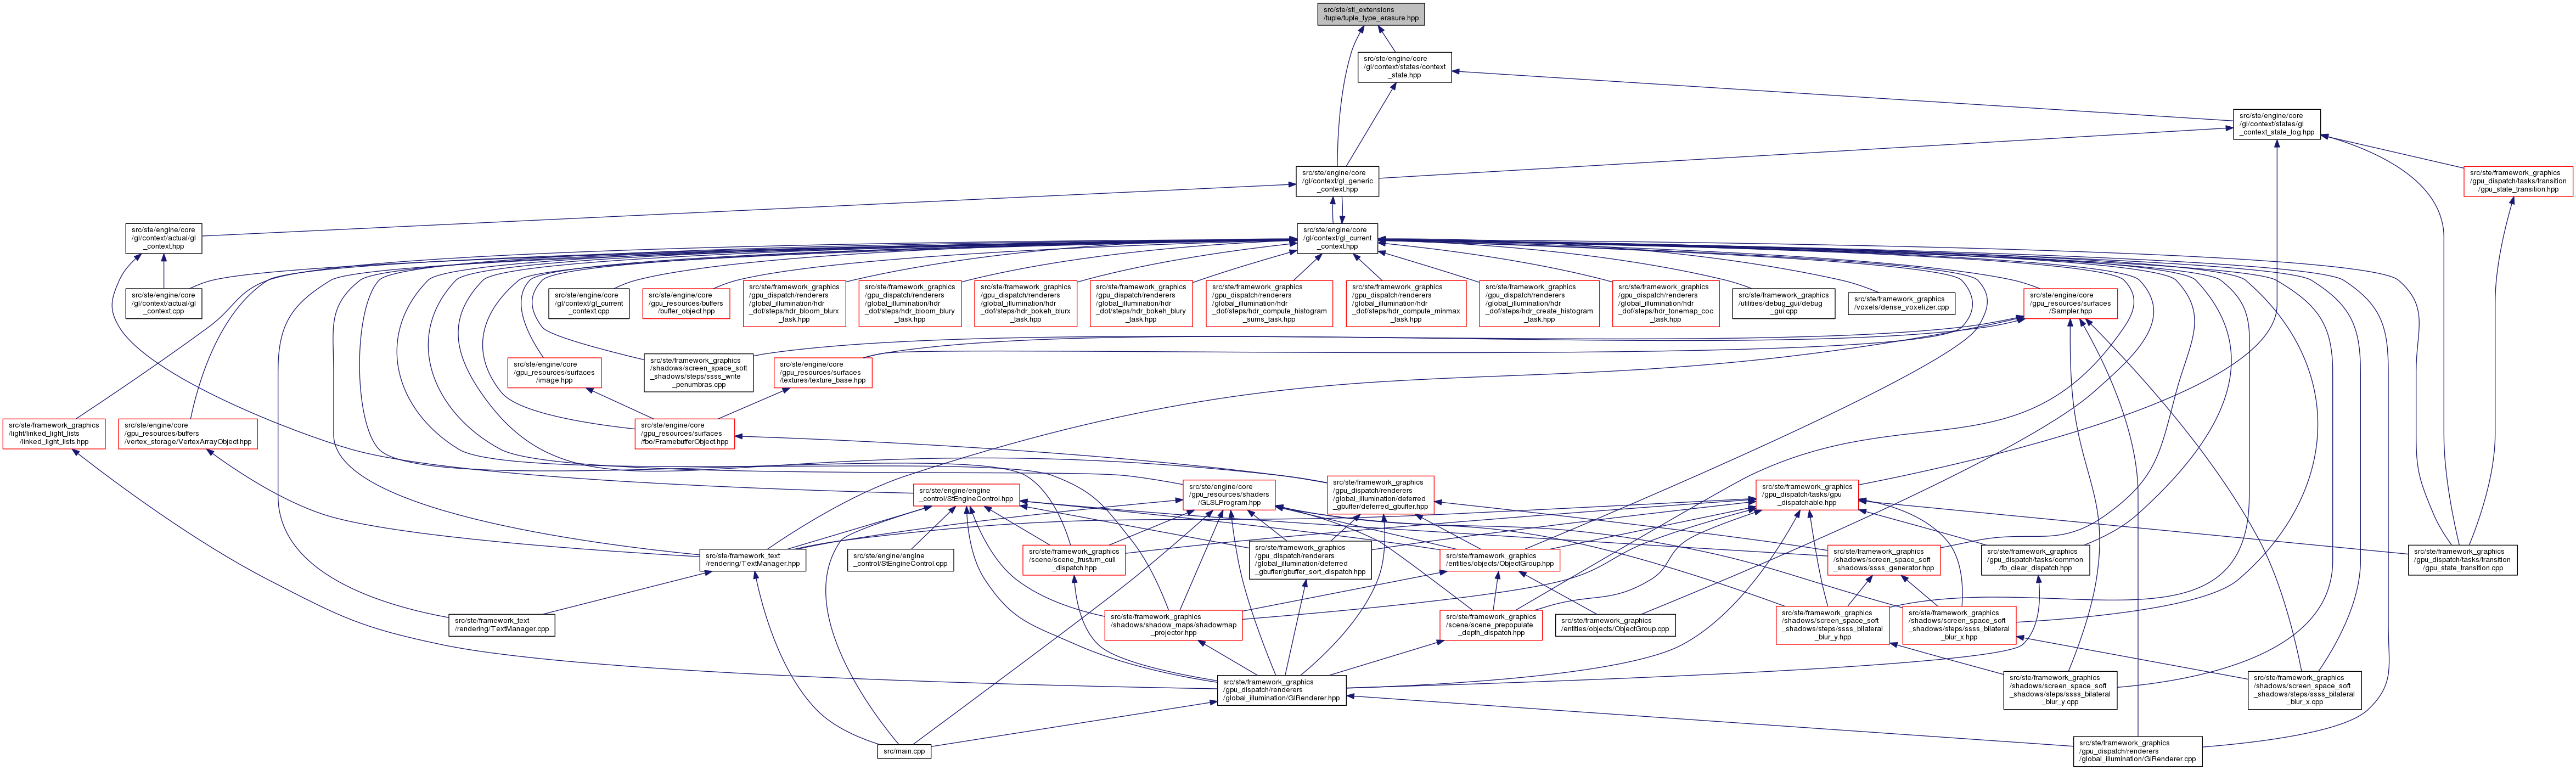 src/ste/stl_extensions
/tuple/tuple_type_erasure.hpp
src/ste/engine/core
/gl/context/states/context
_state.hpp
src/ste/engine/core
/gl/context/states/gl
_context_state_log.hpp
src/ste/engine/core
/gl/context/gl_generic
_context.hpp
src/ste/framework_graphics
/gpu_dispatch/tasks/transition
/gpu_state_transition.hpp
src/ste/engine/core
/gl/context/actual/gl
_context.hpp
src/ste/engine/core
/gl/context/gl_current
_context.hpp
src/ste/engine/core
/gl/context/actual/gl
_context.cpp
src/ste/engine/core
/gl/context/gl_current
_context.cpp
src/ste/engine/core
/gpu_resources/buffers
/buffer_object.hpp
src/ste/framework_graphics
/gpu_dispatch/renderers
/global_illumination/hdr
_dof/steps/hdr_bloom_blurx
_task.hpp
src/ste/framework_graphics
/gpu_dispatch/renderers
/global_illumination/hdr
_dof/steps/hdr_bloom_blury
_task.hpp
src/ste/framework_graphics
/gpu_dispatch/renderers
/global_illumination/hdr
_dof/steps/hdr_bokeh_blurx
_task.hpp
src/ste/framework_graphics
/gpu_dispatch/renderers
/global_illumination/hdr
_dof/steps/hdr_bokeh_blury
_task.hpp
src/ste/framework_graphics
/gpu_dispatch/renderers
/global_illumination/hdr
_dof/steps/hdr_compute_histogram
_sums_task.hpp
src/ste/framework_graphics
/gpu_dispatch/renderers
/global_illumination/hdr
_dof/steps/hdr_compute_minmax
_task.hpp
src/ste/framework_graphics
/gpu_dispatch/renderers
/global_illumination/hdr
_dof/steps/hdr_create_histogram
_task.hpp
src/ste/framework_graphics
/gpu_dispatch/renderers
/global_illumination/hdr
_dof/steps/hdr_tonemap_coc
_task.hpp
src/ste/framework_graphics
/utilities/debug_gui/debug
_gui.cpp
src/ste/framework_graphics
/voxels/dense_voxelizer.cpp
src/ste/engine/core
/gpu_resources/surfaces
/Sampler.hpp
src/ste/engine/core
/gpu_resources/surfaces
/image.hpp
src/ste/framework_graphics
/shadows/screen_space_soft
_shadows/steps/ssss_write
_penumbras.cpp
src/ste/engine/core
/gpu_resources/surfaces
/textures/texture_base.hpp
src/ste/framework_graphics
/light/linked_light_lists
/linked_light_lists.hpp
src/ste/engine/core
/gpu_resources/buffers
/vertex_storage/VertexArrayObject.hpp
src/ste/engine/core
/gpu_resources/surfaces
/fbo/FramebufferObject.hpp
src/ste/engine/engine
_control/StEngineControl.hpp
src/ste/engine/core
/gpu_resources/shaders
/GLSLProgram.hpp
src/ste/framework_graphics
/gpu_dispatch/renderers
/global_illumination/deferred
_gbuffer/deferred_gbuffer.hpp
src/ste/framework_graphics
/gpu_dispatch/tasks/gpu
_dispatchable.hpp
src/ste/framework_text
/rendering/TextManager.hpp
src/ste/engine/engine
_control/StEngineControl.cpp
src/ste/framework_graphics
/scene/scene_frustum_cull
_dispatch.hpp
src/ste/framework_graphics
/gpu_dispatch/renderers
/global_illumination/deferred
_gbuffer/gbuffer_sort_dispatch.hpp
src/ste/framework_graphics
/entities/objects/ObjectGroup.hpp
src/ste/framework_graphics
/shadows/screen_space_soft
_shadows/ssss_generator.hpp
src/ste/framework_graphics
/gpu_dispatch/tasks/common
/fb_clear_dispatch.hpp
src/ste/framework_graphics
/gpu_dispatch/tasks/transition
/gpu_state_transition.cpp
src/ste/framework_text
/rendering/TextManager.cpp
src/ste/framework_graphics
/shadows/shadow_maps/shadowmap
_projector.hpp
src/ste/framework_graphics
/scene/scene_prepopulate
_depth_dispatch.hpp
src/ste/framework_graphics
/entities/objects/ObjectGroup.cpp
src/ste/framework_graphics
/shadows/screen_space_soft
_shadows/steps/ssss_bilateral
_blur_y.hpp
src/ste/framework_graphics
/shadows/screen_space_soft
_shadows/steps/ssss_bilateral
_blur_x.hpp
src/ste/framework_graphics
/gpu_dispatch/renderers
/global_illumination/GIRenderer.hpp
src/ste/framework_graphics
/shadows/screen_space_soft
_shadows/steps/ssss_bilateral
_blur_y.cpp
src/ste/framework_graphics
/shadows/screen_space_soft
_shadows/steps/ssss_bilateral
_blur_x.cpp
src/main.cpp
src/ste/framework_graphics
/gpu_dispatch/renderers
/global_illumination/GIRenderer.cpp